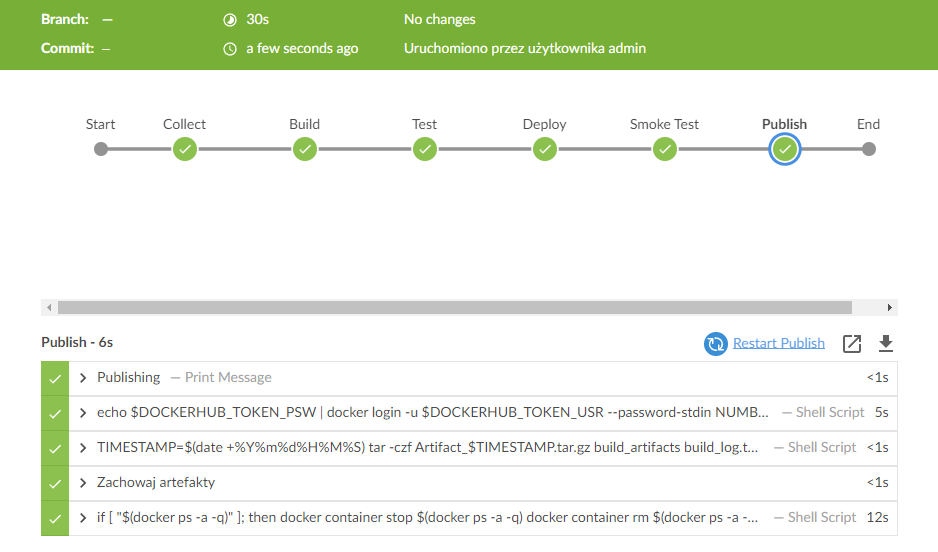 Branch: — 30s No changes
Commit: — a few seconds ago Uruchomiono przez użytkownika admin
Start Collect Build Test Deploy Smoke Test Publish End
Publish - 6s Restart Publish
Publishing — Print Message <1s
echo $DOCKERHUB_TOKEN_PSW | docker login -u $DOCKERHUB_TOKEN_USR --password-stdin NUMB... — Shell Script 5s
TIMESTAMP=$(date +%Y%m%d%H%M%S) tar -czf Artifact_$TIMESTAMP.tar.gz build_artifacts build_log.t... — Shell Script <1s
Zachowaj artefakty <1s
if [ "$(docker ps -a -q)" ]; then docker container stop $(docker ps -a -q) docker container rm $(docker ps -a -... — Shell Script 12s